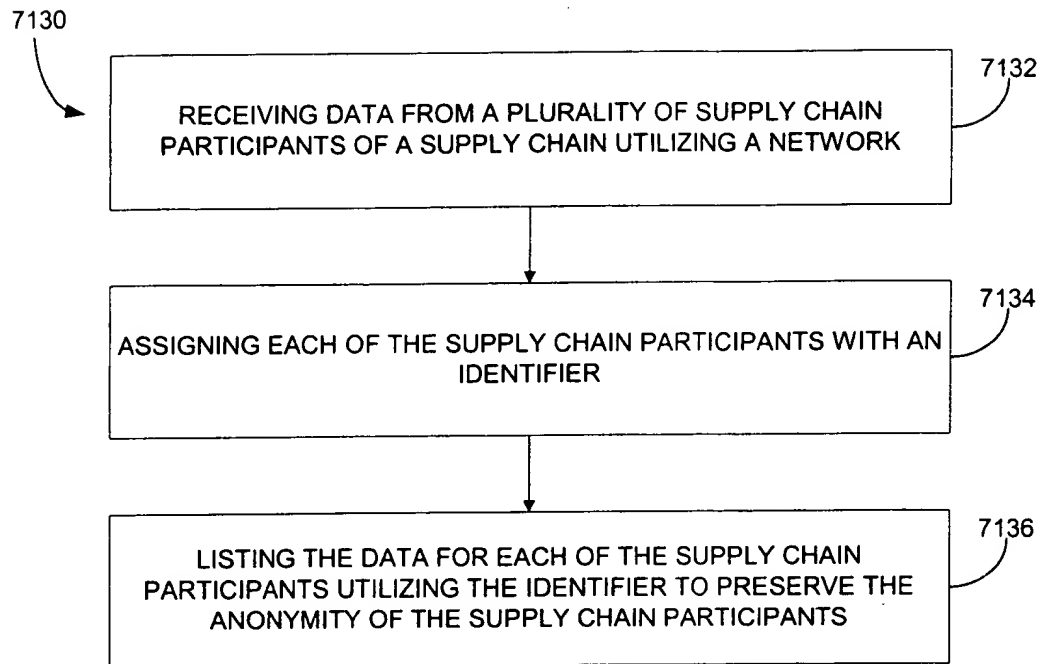 7130
7132
RECEIVING DATA FROM A PLURALITY OF SUPPLY CHAIN
PARTICIPANTS OF A SUPPLY CHAIN UTILIZING A NETWORK
7134
ASSIGNING EACH OF THE SUPPLY CHAIN PARTICIPANTS WITH AN
IDENTIFIER
7136
LISTING THE DATA FOR EACH OF THE SUPPLY CHAIN
PARTICIPANTS UTILIZING THE IDENTIFIER TO PRESERVE THE
ANONYMITY OF THE SUPPLY CHAIN PARTICIPANTS